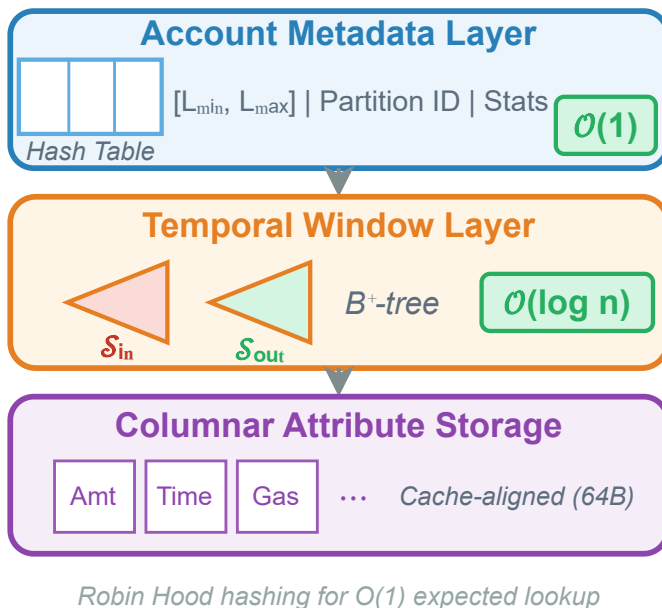 Account Metadata Layer
[Lmin, Lmax] | Partition ID | Stats
Hash Table
O(1)
Temporal Window Layer
B+-tree
O(log n)
Sin
Sout
Columnar Attribute Storage
Amt Time Gas ... Cache-aligned (64B)
Robin Hood hashing for O(1) expected lookup